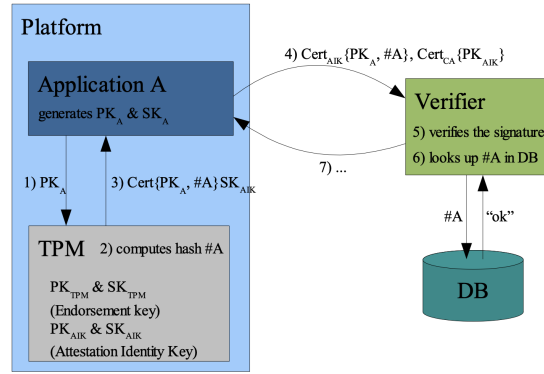 Platform
Application A
generates PK_A & SK_A
1) PK_A
3) Cert{PK_A, #A}SK_AIK
TPM
2) computes hash #A
PK_TPM & SK_TPM
(Endorsement key)
PK_AIK & SK_AIK
(Attestation Identity Key)
4) Cert_AIK{PK_A, #A}, Cert_CA{PK_AIK}
Verifier
5) verifies the signature
6) looks up #A in DB
7) ...
#A
“ok”
DB